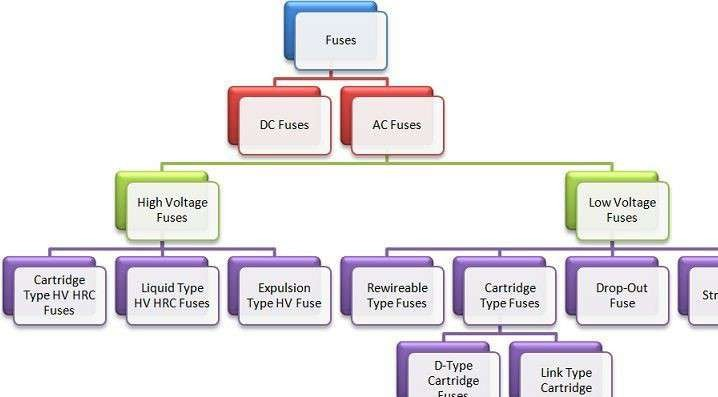 Fuses
DC Fuses
AC Fuses
High Voltage
Fuses
Low Voltage
Fuses
Cartridge
Type HV HRC
Fuses
Liquid Type
HV HRC Fuses
Expulsion
Type HV Fuse
Rewireable
Type Fuses
Cartridge
Type Fuses
Drop-Out
Fuse
D-Type
Cartridge
Fuses
Link Type
Cartridge